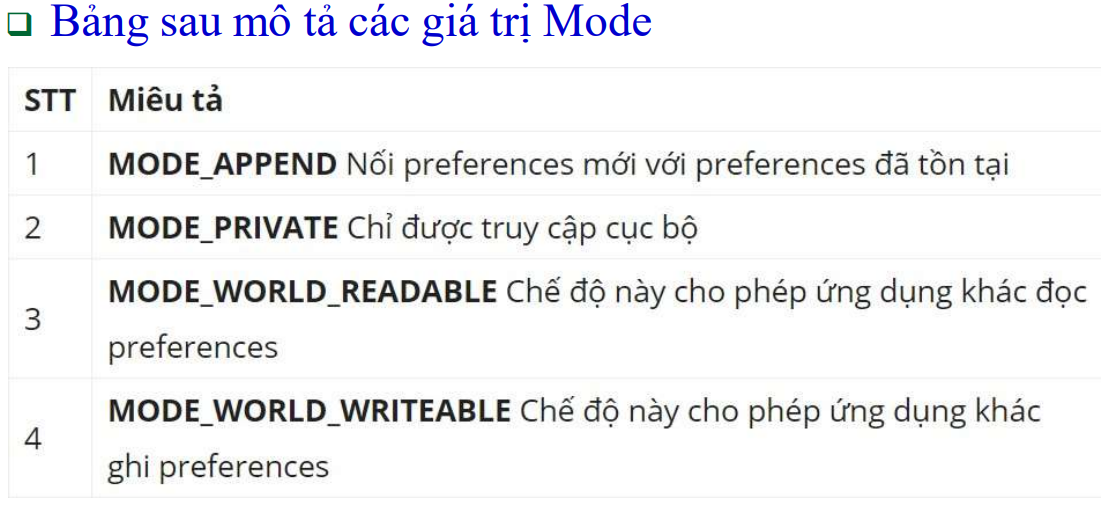 Bảng sau mô tả các giá trị Mode
STT Miêu tả
1 MODE_APPEND Nối preferences mới với preferences đã tồn tại
2 MODE_PRIVATE Chỉ được truy cập cục bộ
3 MODE_WORLD_READABLE Chế độ này cho phép ứng dụng khác đọc
preferences
4 MODE_WORLD_WRITEABLE Chế độ này cho phép ứng dụng khác
ghi preferences